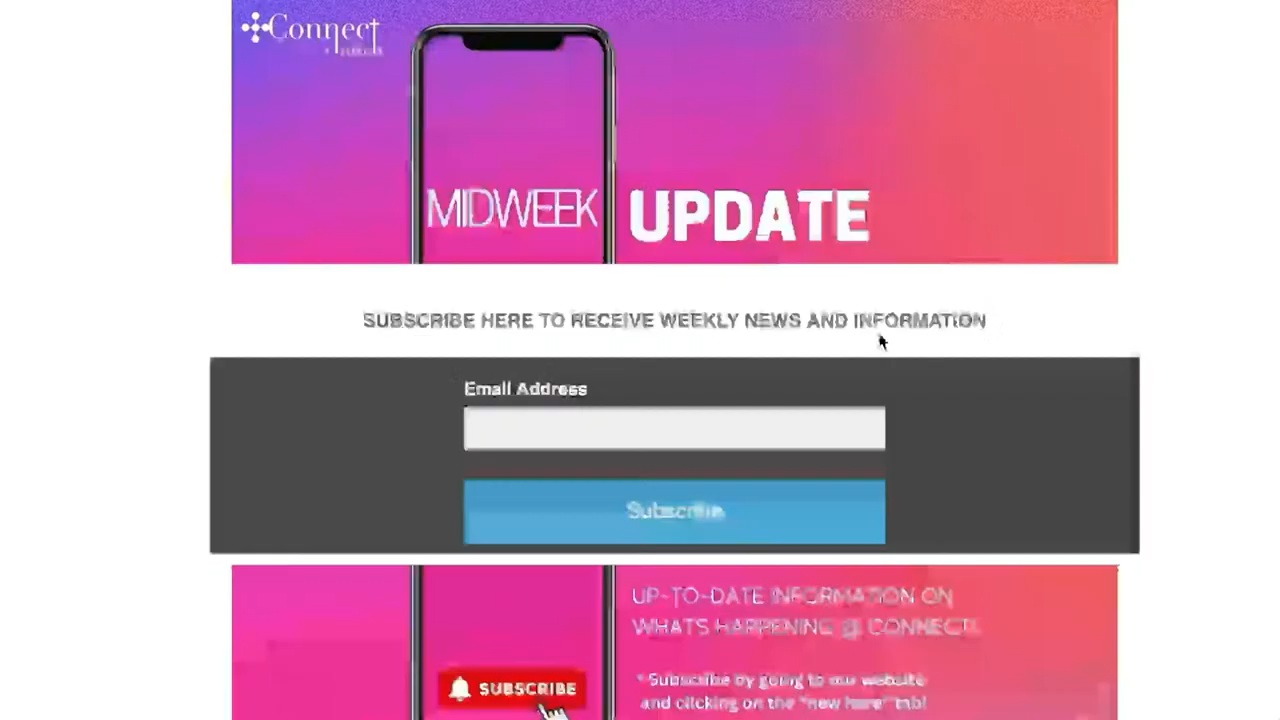 Connect
MIDWEEK UPDATE
SUBSCRIBE HERE TO RECEIVE WEEKLY NEWS AND INFORMATION
Email Address
Subscribe
UP-TO-DATE INFORMATION ON
WHATS HAPPENING @ CONNECT!
SUBSCRIBE
* Subscribe by going to our website
and clicking on the "new here" tab!